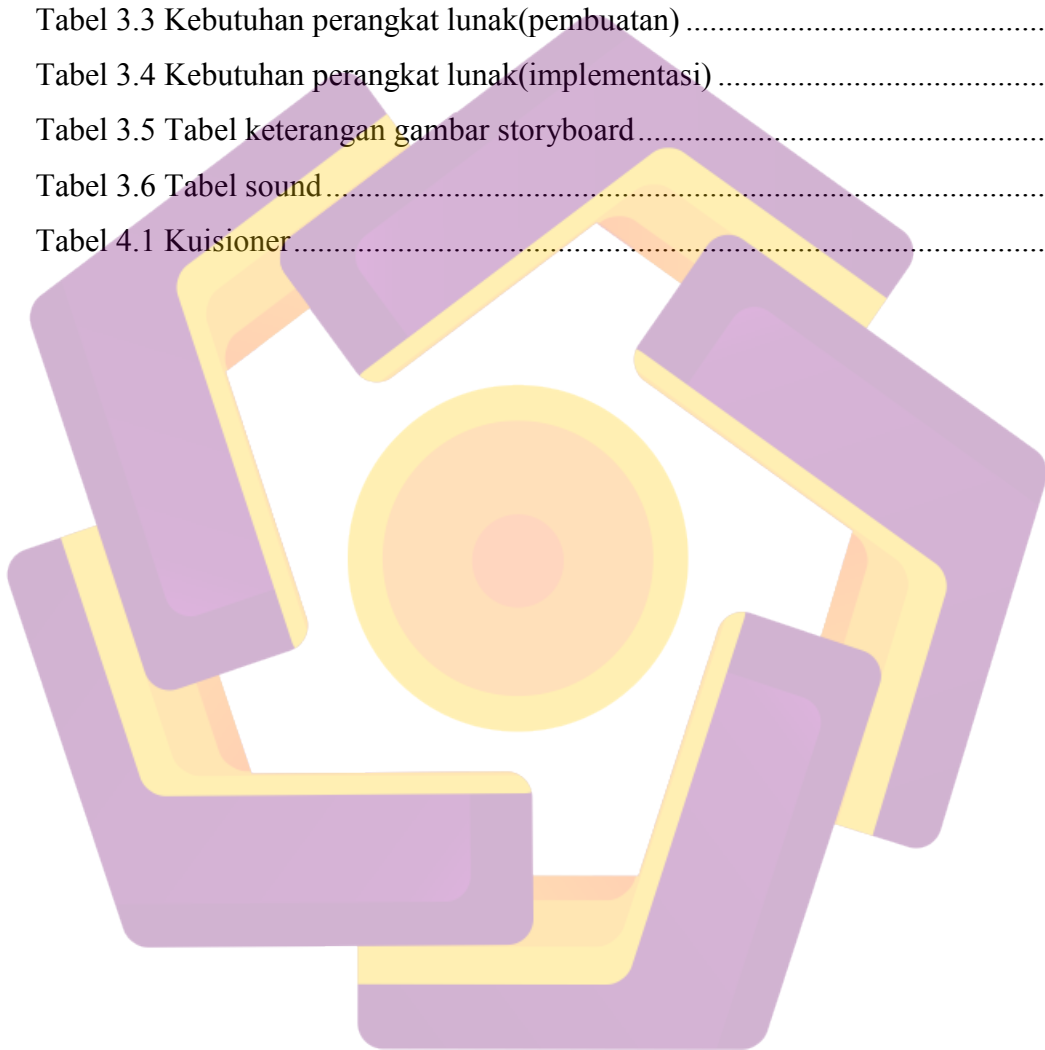 Tabel 3.3 Kebutuhan perangkat lunak(pembuatan) ......................................
Tabel 3.4 Kebutuhan perangkat lunak(implementasi) ..................................
Tabel 3.5 Tabel keterangan gambar storyboard...........................................
Tabel 3.6 Tabel sound............................................................................
Tabel 4.1 Kuisioner................................................................................